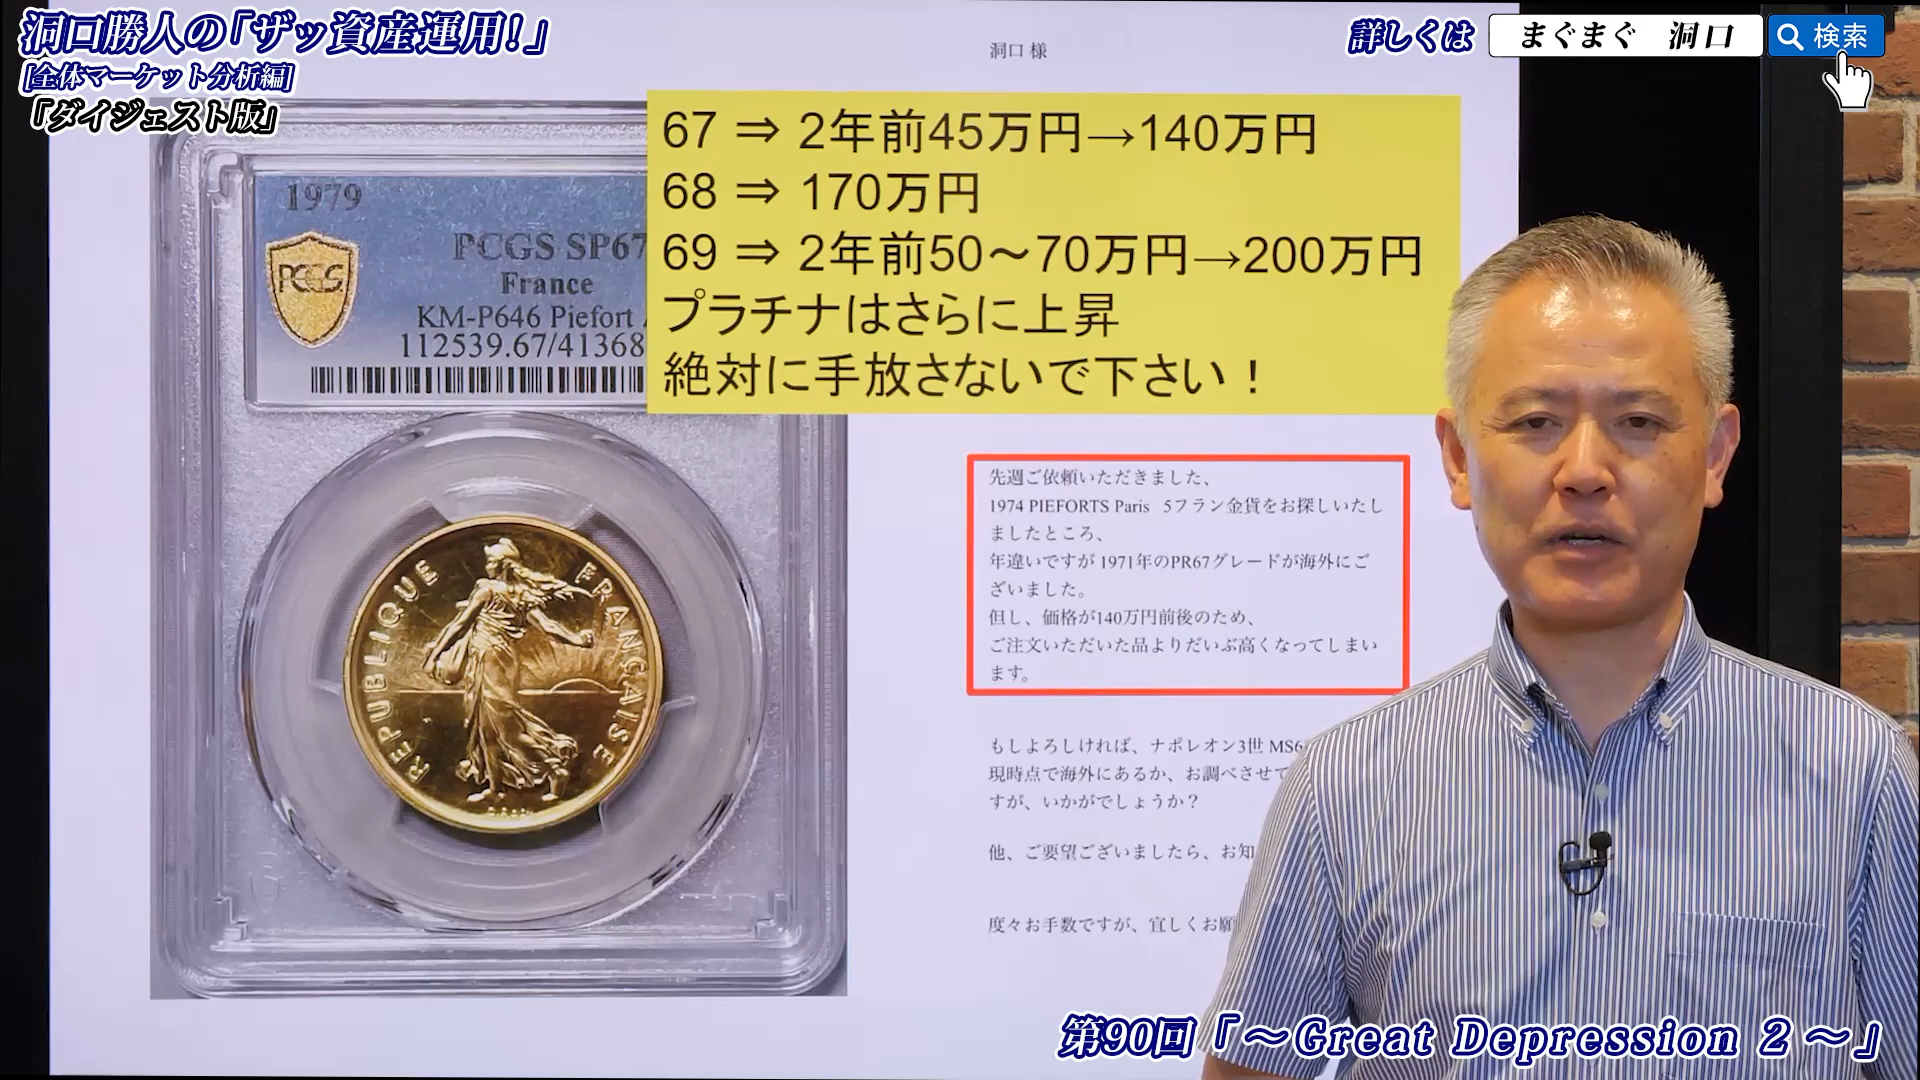 洞口勝人の「ザッ資産運用！」
[全体マーケット分析編]
「ダイジェスト版」
詳しくは
まぐまぐ　洞口
検索
洞口 様
67 ⇒ 2年前45万円→140万円
68 ⇒ 170万円
69 ⇒ 2年前50～70万円→200万円
プラチナはさらに上昇
絶対に手放さないで下さい！
1979
PCGS SP67
France
KM-P646 Piefort
112539.67/41368
PCGS
REPUBLIQUE FRANÇAISE
先週ご依頼いただきました、
1974 PIEFORTS Paris 5フラン金貨をお探しいたし
ましたところ、
年違いですが 1971年のPR67グレードが海外にご
ざいました。
但し、価格が140万円前後のため、
ご注文いただいた品よりだいぶ高くなってしまい
ます。
もしよろしければ、ナポレオン3世 MS6
現時点で海外にあるか、お調べさせて
すが、いかがでしょうか？
他、ご要望ございましたら、お知
度々お手数ですが、宜しくお願
第90回「～Great Depression 2 ～」